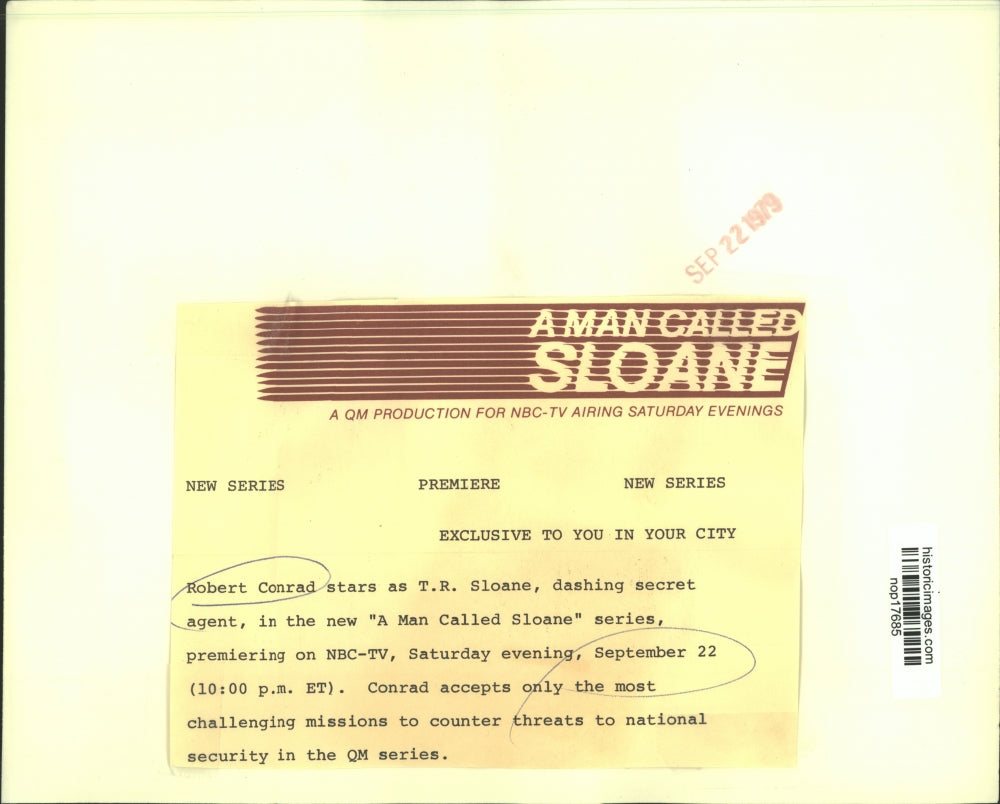 SEP 22 1979
A MAN CALLED
SLOANE
A QM PRODUCTION FOR NBC-TV AIRING SATURDAY EVENINGS
NEW SERIES PREMIERE NEW SERIES
EXCLUSIVE TO YOU IN YOUR CITY
Robert Conrad stars as T.R. Sloane, dashing secret
agent, in the new "A Man Called Sloane" series,
premiering on NBC-TV, Saturday evening, September 22
(10:00 p.m. ET). Conrad accepts only the most
challenging missions to counter threats to national
security in the QM series.
historicimages.com
nop17685